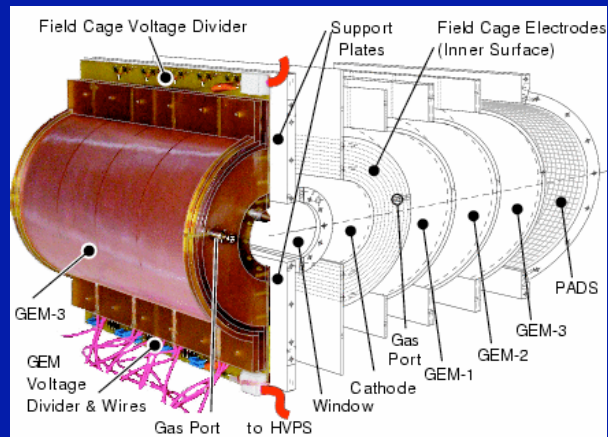 Field Cage Voltage Divider
Support
Plates
Field Cage Electrodes
(Inner Surface)
GEM-3
GEM
Voltage
Divider & Wires
Gas Port
to HVPS
Window
Cathode
Gas
Port
GEM-1
GEM-2
GEM-3
PADS